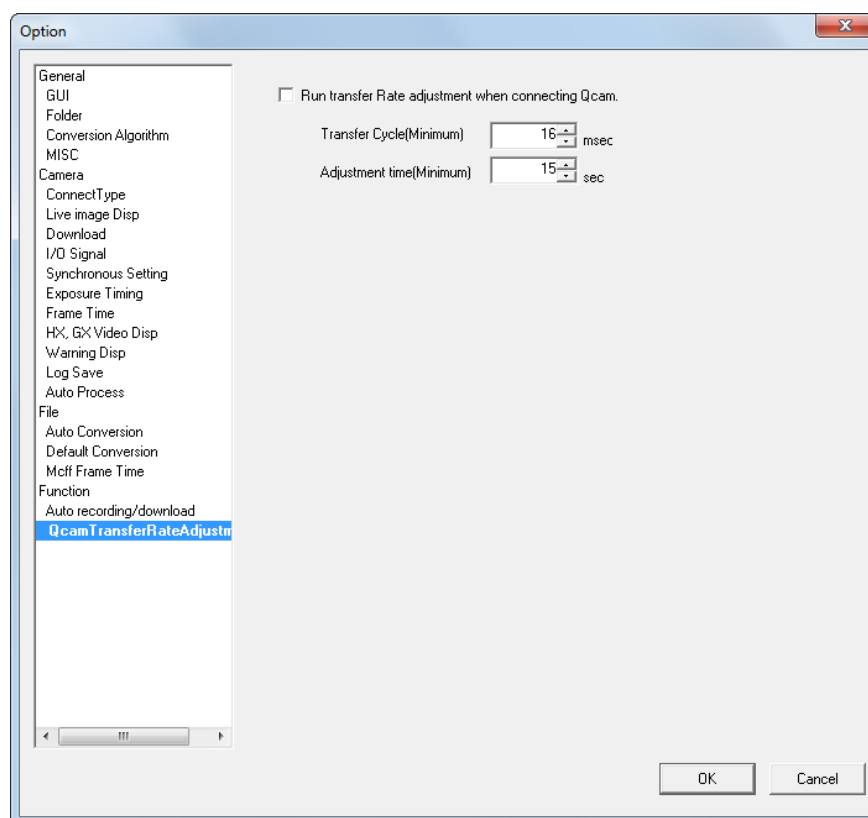 Option
General
GUI
Folder
Conversion Algorithm
MISC
Camera
ConnectType
Live image Disp
Download
I/O Signal
Synchronous Setting
Exposure Timing
Frame Time
HX, GX Video Disp
Warning Disp
Log Save
Auto Process
File
Auto Conversion
Default Conversion
Mcff Frame Time
Function
Auto recording/download
QcamTransferRateAdjustm
Run transfer Rate adjustment when connecting Qcam.
Transfer Cycle(Minimum) 16 msec
Adjustment time(Minimum) 15 sec
OK Cancel